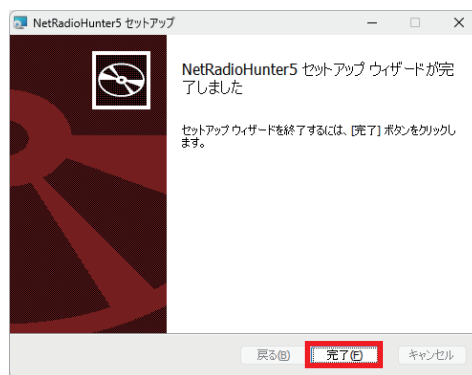 NetRadioHunter5 セットアップ
NetRadioHunter5 セットアップ ウィザードが完
了しました
セットアップ ウィザードを終了するには、[完了] ボタンをクリックし
ます。
戻る(B) 完了(F) キャンセル